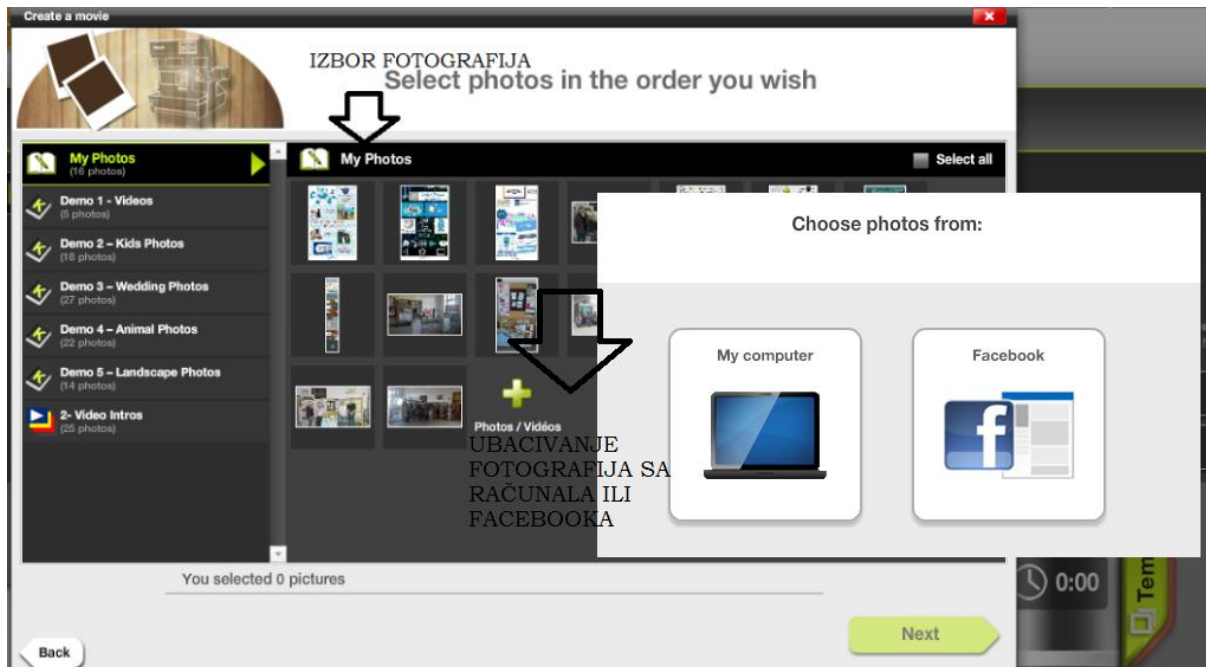 Create a movie
IZBOR FOTOGRAFIJA
Select photos in the order you wish
My Photos
(16 photos)
Demo 1 - Videos
(5 photos)
Demo 2 – Kids Photos
(18 photos)
Demo 3 – Wedding Photos
(27 photos)
Demo 4 – Animal Photos
(22 photos)
Demo 5 – Landscape Photos
(14 photos)
2- Video Intros
(25 photos)
My Photos
Select all
Photos / Vidéos
UBACIVANJE
FOTOGRAFIJA SA
RAČUNALA ILI
FACEBOOKA
Choose photos from:
My computer
Facebook
You selected 0 pictures
Back
Next
0:00
Tem